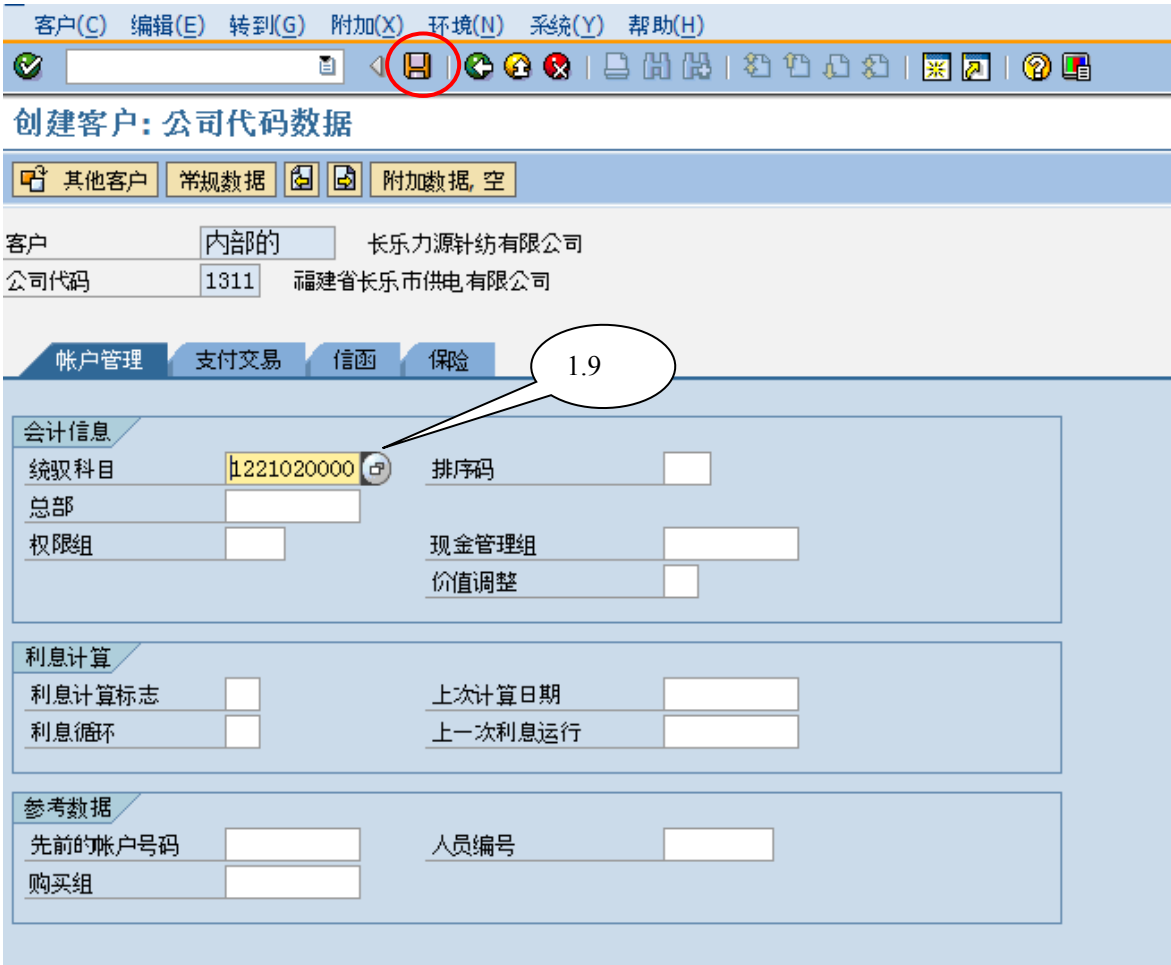 客户(C) 编辑(E) 转到(G) 附加(X) 环境(N) 系统(Y) 帮助(H)
创建客户: 公司代码数据
其他客户 常规数据 附加数据, 空
客户 内部的 长乐力源针纺有限公司
公司代码 1311 福建省长乐市供电有限公司
帐户管理 支付交易 信函 保险
1.9
会计信息
统驭科目 1221020000 排序码
总部
权限组 现金管理组
价值调整
利息计算
利息计算标志 上次计算日期
利息循环 上一次利息运行
参考数据
先前的帐户号码 人员编号
购买组